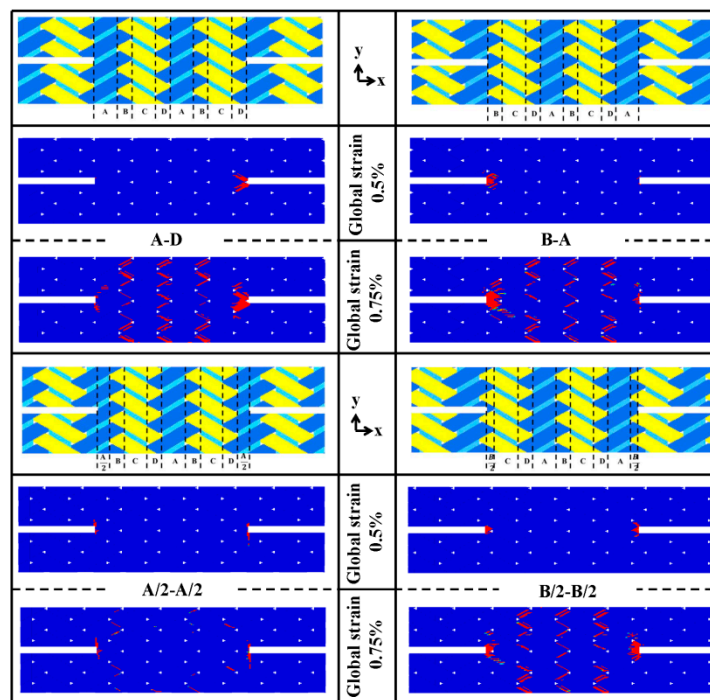 y
x
A B C D A B C D
B C D A B C D A
Global strain
0.5%
A-D
B-A
Global strain
0.75%
y
x
A/2 B C D A B C D A/2
B/2 C D A B C D A B/2
Global strain
0.5%
A/2-A/2
B/2-B/2
Global strain
0.75%